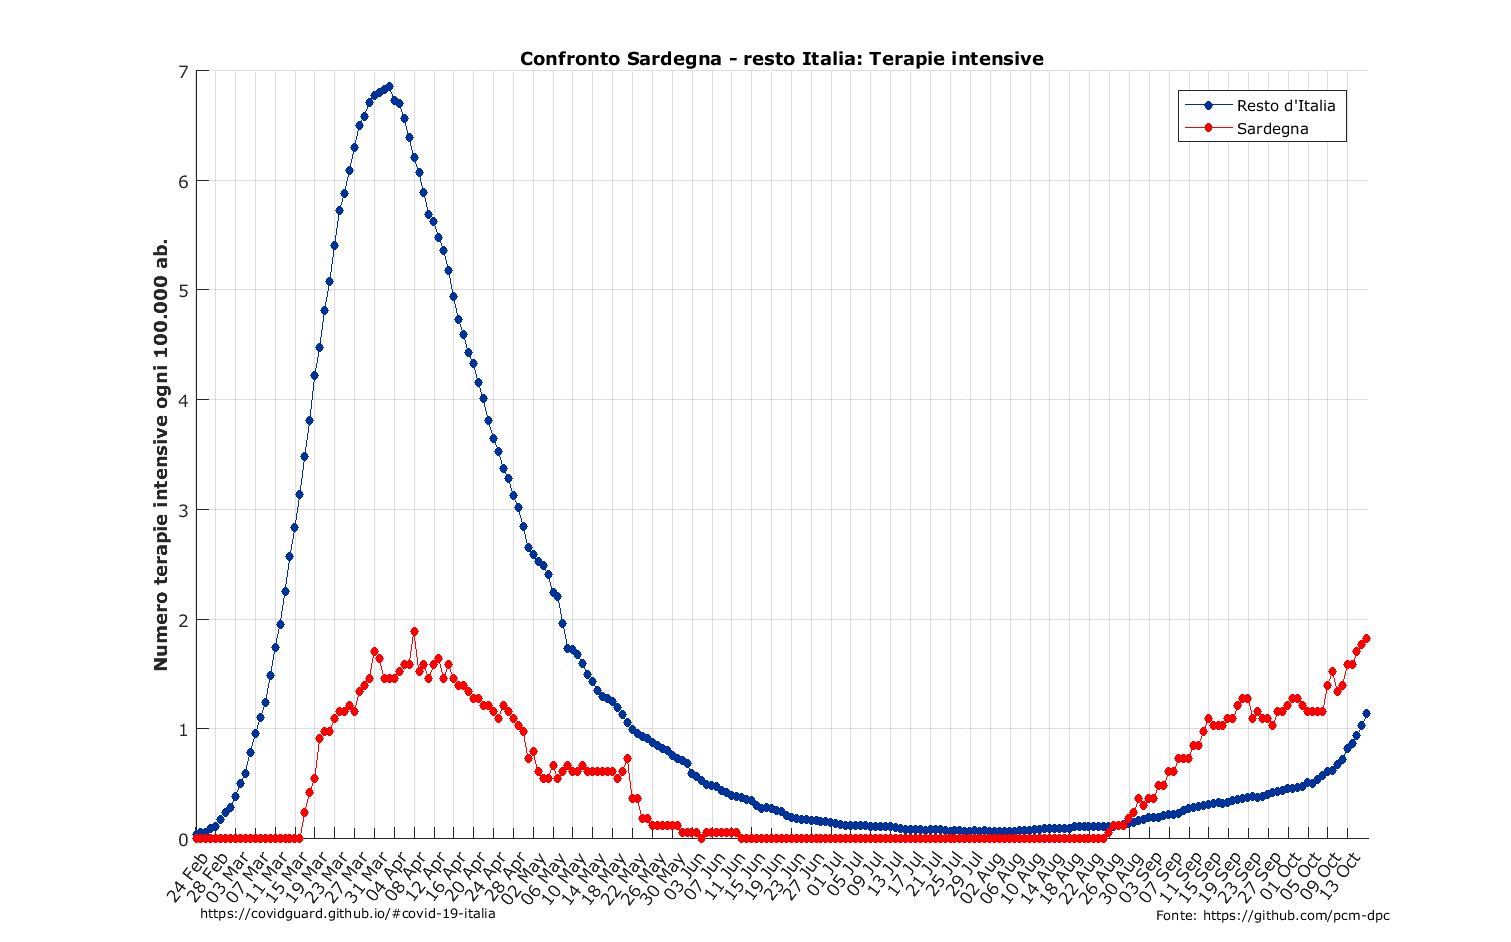 Confronto Sardegna - resto Italia: Terapie intensive
Resto d'Italia
Sardegna
Numero terapie intensive ogni 100.000 ab.
7
6
5
4
3
2
1
0
24 Feb
28 Feb
03 Mar
07 Mar
11 Mar
15 Mar
19 Mar
23 Mar
27 Mar
31 Mar
04 Apr
08 Apr
12 Apr
16 Apr
20 Apr
24 Apr
28 Apr
02 May
06 May
10 May
14 May
18 May
22 May
26 May
30 May
03 Jun
07 Jun
11 Jun
15 Jun
19 Jun
23 Jun
27 Jun
01 Jul
05 Jul
09 Jul
13 Jul
17 Jul
21 Jul
25 Jul
29 Jul
02 Aug
06 Aug
10 Aug
14 Aug
18 Aug
22 Aug
26 Aug
30 Aug
03 Sep
07 Sep
11 Sep
15 Sep
19 Sep
23 Sep
27 Sep
01 Oct
05 Oct
09 Oct
13 Oct
https://covidguard.github.io/#covid-19-italia
Fonte: https://github.com/pcm-dpc